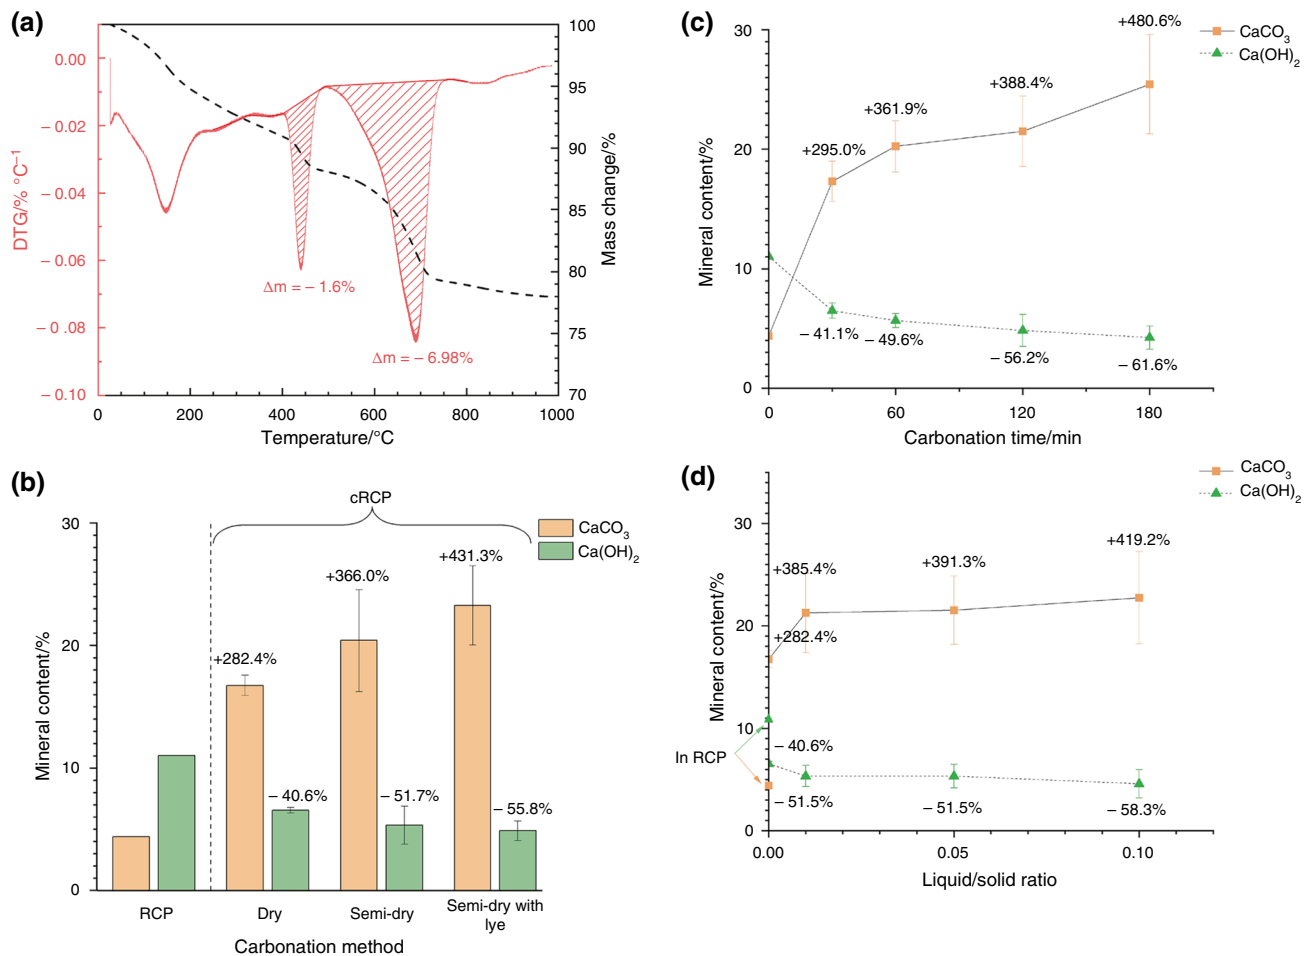 (a)
0.00
– 0.02
– 0.04
– 0.06
– 0.08
– 0.10
DTG/% °C–1
100
95
90
85
80
75
70
Mass change/%
Δm = – 1.6%
Δm = – 6.98%
0 200 400 600 800 1000
Temperature/°C
(b)
cRCP
CaCO3
Ca(OH)2
30
20
10
0
Mineral content/%
+282.4%
+366.0%
+431.3%
– 40.6%
– 51.7%
– 55.8%
RCP Dry Semi-dry Semi-dry with
lye
Carbonation method
(c)
CaCO3
Ca(OH)2
30
20
10
0
Mineral content/%
+295.0%
+361.9%
+388.4%
+480.6%
– 41.1%
– 49.6%
– 56.2%
– 61.6%
0 60 120 180
Carbonation time/min
(d)
CaCO3
Ca(OH)2
30
20
10
0
Mineral content/%
+385.4%
+391.3%
+419.2%
+282.4%
In RCP
– 40.6%
– 51.5%
– 51.5%
– 58.3%
0.00 0.05 0.10
Liquid/solid ratio